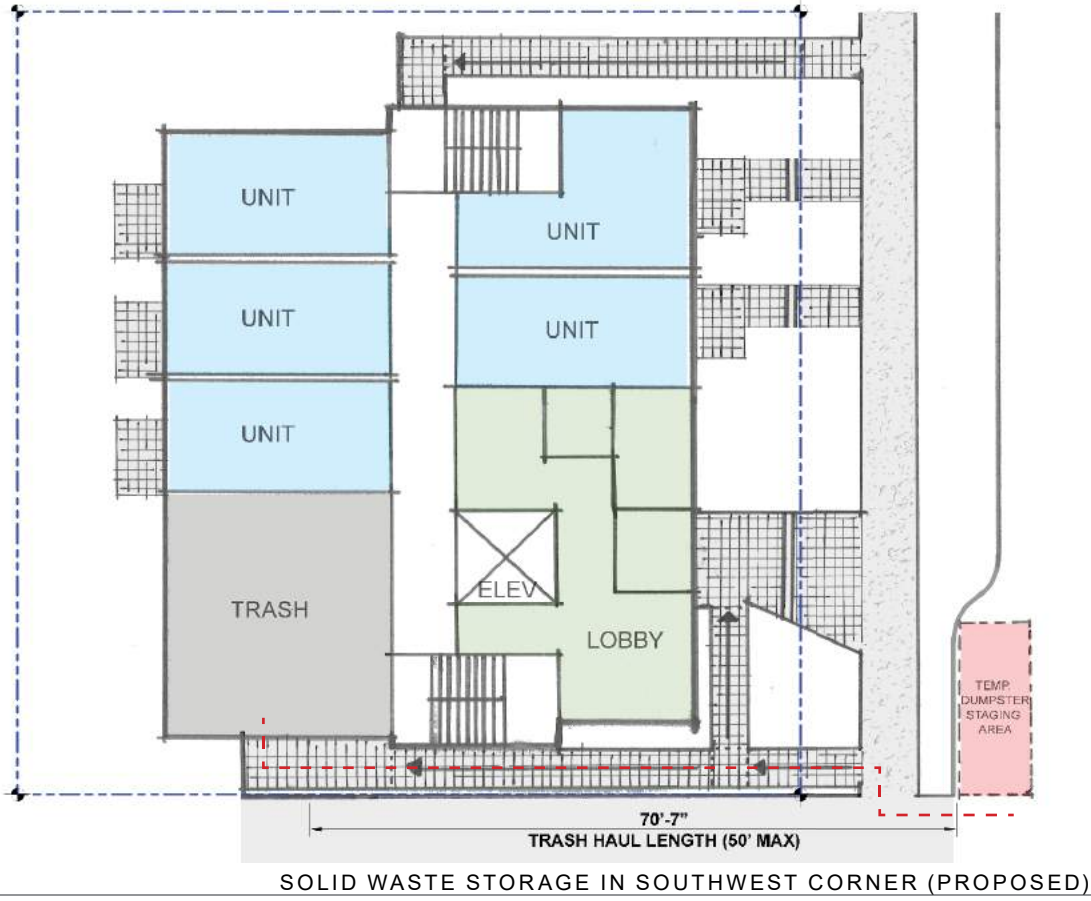 UNIT
UNIT
UNIT
UNIT
UNIT
ELEV
TRASH
LOBBY
TEMP.
DUMPSTER
STAGING
AREA
70'-7"
TRASH HAUL LENGTH (50' MAX)
SOLID WASTE STORAGE IN SOUTHWEST CORNER (PROPOSED)